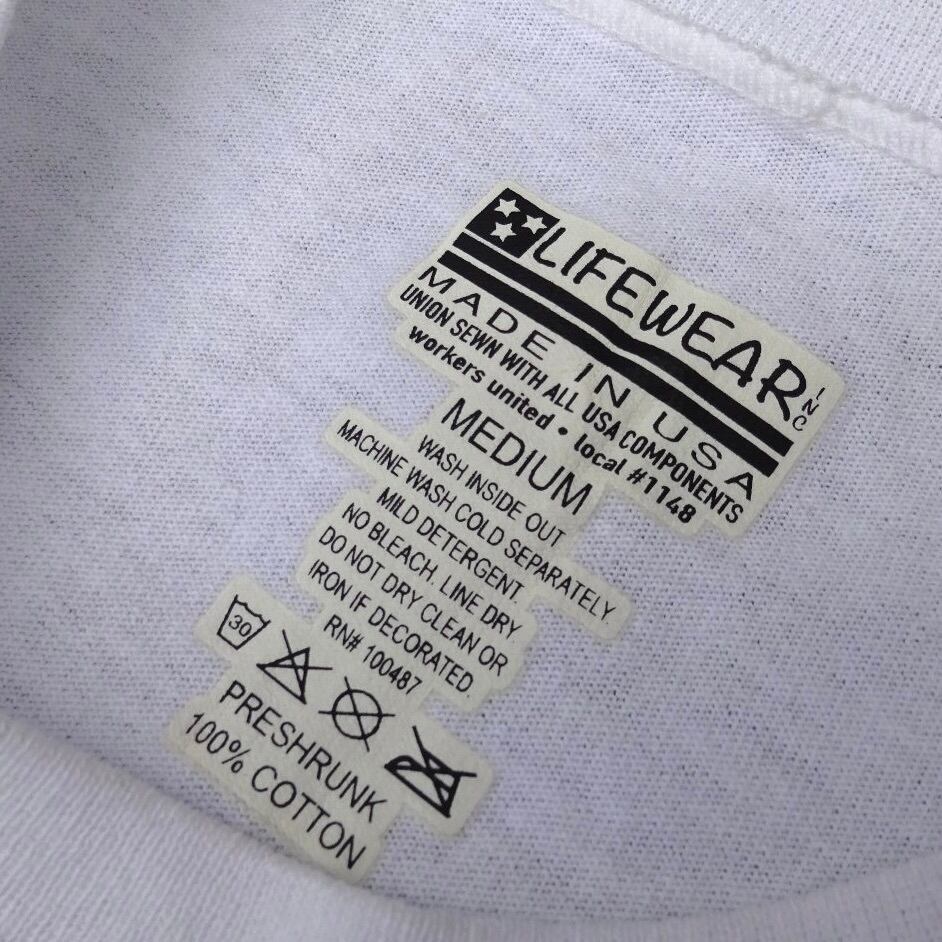 LIFEWEAR INC
MADE IN USA
UNION SEWN WITH ALL USA COMPONENTS
workers united • local #1148
MEDIUM
WASH INSIDE OUT
MACHINE WASH COLD SEPARATELY.
MILD DETERGENT.
NO BLEACH. LINE DRY
DO NOT DRY CLEAN OR
IRON IF DECORATED.
RN# 100487
30
PRESHRUNK
100% COTTON